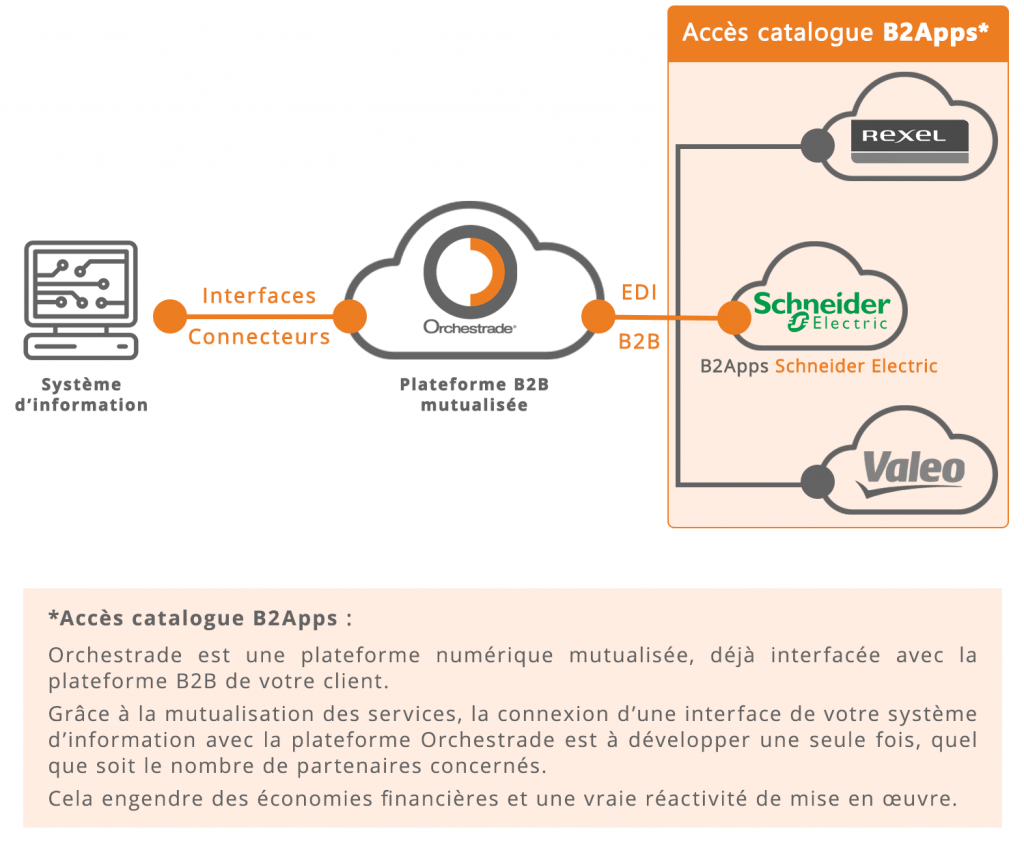 Accès catalogue B2Apps*
REXEL
Interfaces
Connecteurs
Orchestrade®
EDI
B2B
Schneider
Electric
B2Apps Schneider Electric
Système
d’information
Plateforme B2B
mutualisée
Valeo
*Accès catalogue B2Apps :
Orchestrade est une plateforme numérique mutualisée, déjà interfacée avec la
plateforme B2B de votre client.
Grâce à la mutualisation des services, la connexion d’une interface de votre système
d’information avec la plateforme Orchestrade est à développer une seule fois, quel
que soit le nombre de partenaires concernés.
Cela engendre des économies financières et une vraie réactivité de mise en œuvre.